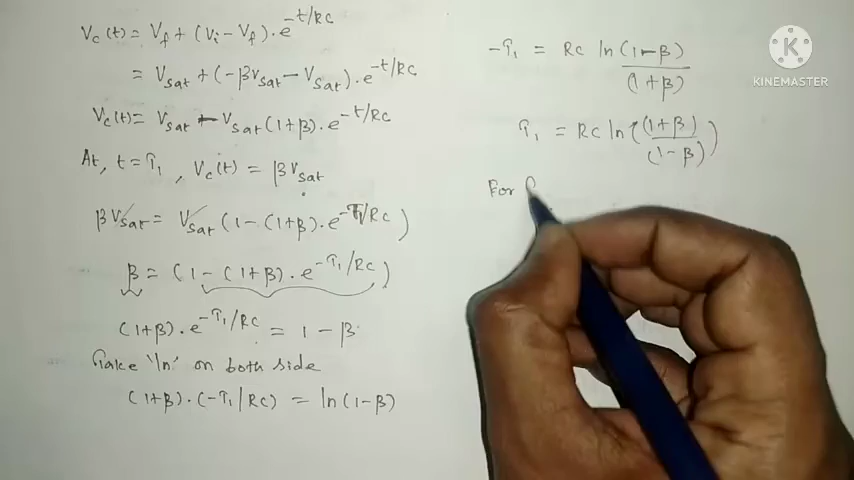 Vc(t) = Vf + (Vi - Vf) . e^-t/RC
= Vsat + (-βVsat - Vsat) . e^-t/RC
Vc(t) = Vsat - Vsat (1+β) . e^-t/RC
At, t = T1 , Vc(t) = βVsat
βVsat = Vsat (1 - (1+β) . e^-T1/RC )
β = (1 - (1+β) . e^-T1/RC )
(1+β) . e^-T1/RC = 1 - β
Take 'ln' on both side
(1+β) . (-T1/RC) = ln(1-β)
-T1 = RC ln (1-β)/(1+β)
T1 = RC ln ((1+β)/(1-β))
For
KINEMASTER